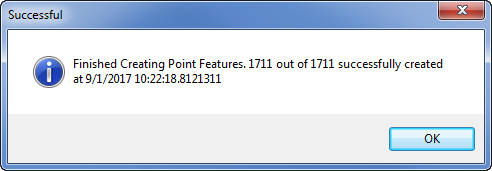 Successful
Finished Creating Point Features. 1711 out of 1711 successfully created
at 9/1/2017 10:22:18.8121311
OK